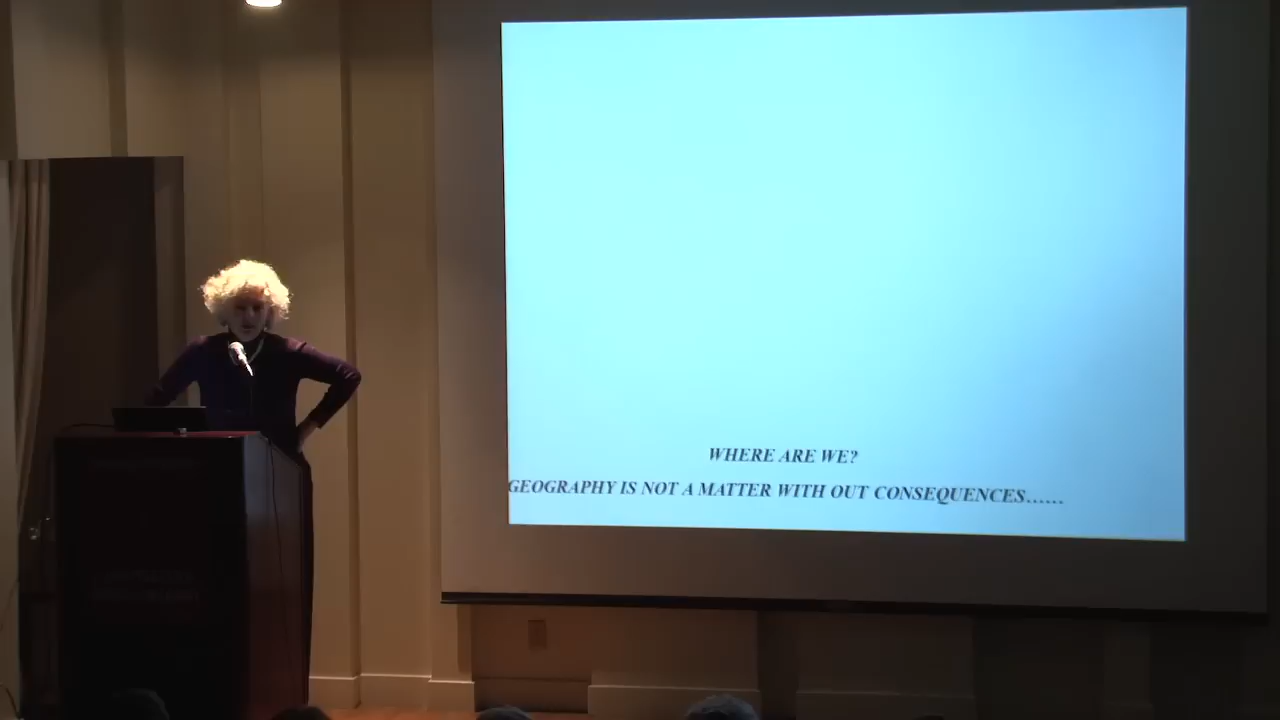 WHERE ARE WE?
GEOGRAPHY IS NOT A MATTER WITH OUT CONSEQUENCES......